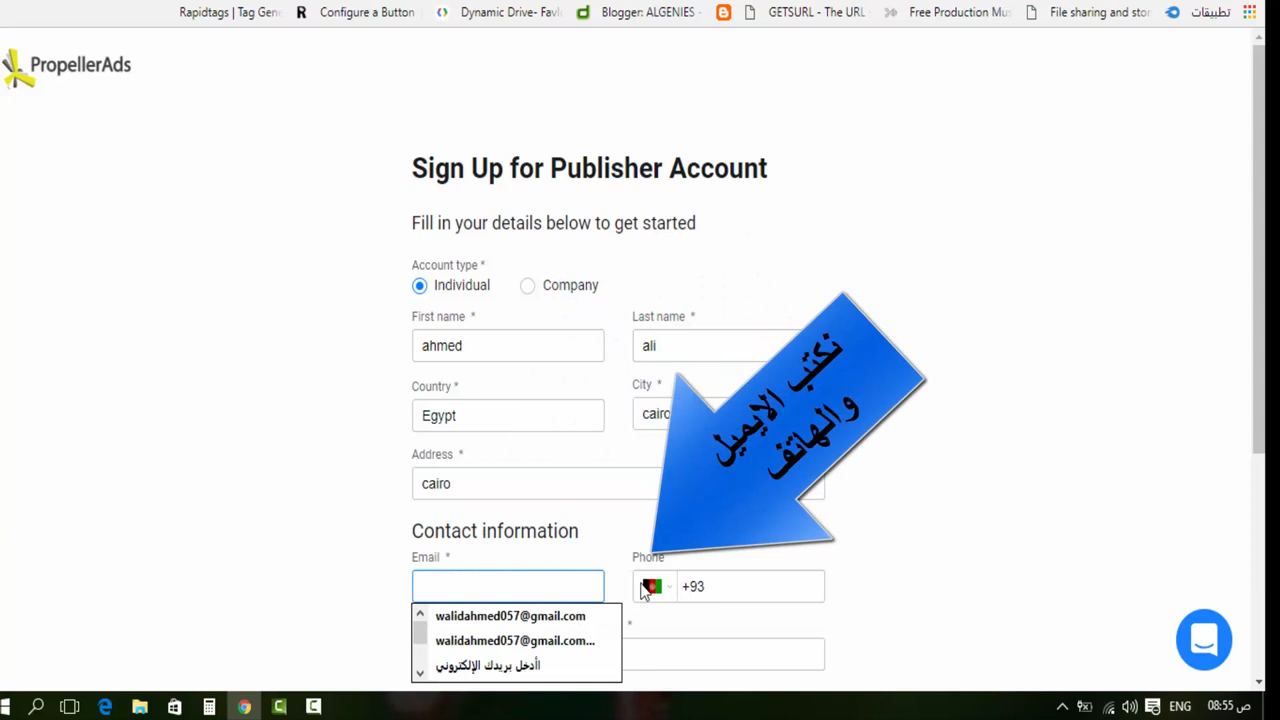 Rapidtags | Tag Gene
Configure a Button
Dynamic Drive- Favi
Blogger: ALGENIES -
GETSURL - The URL
Free Production Mus
File sharing and stor
تطبيقات
PropellerAds
Sign Up for Publisher Account
Fill in your details below to get started
Account type *
Individual
Company
First name *
Last name *
ahmed
ali
Country *
City *
Egypt
cairo
نكتب الايميل
والهاتف
Address *
cairo
Contact information
Email *
Phone
+93
walidahmed057@gmail.com
walidahmed057@gmail.com...
اأدخل بريدك الإلكتروني
*
ENG
08:55 ص